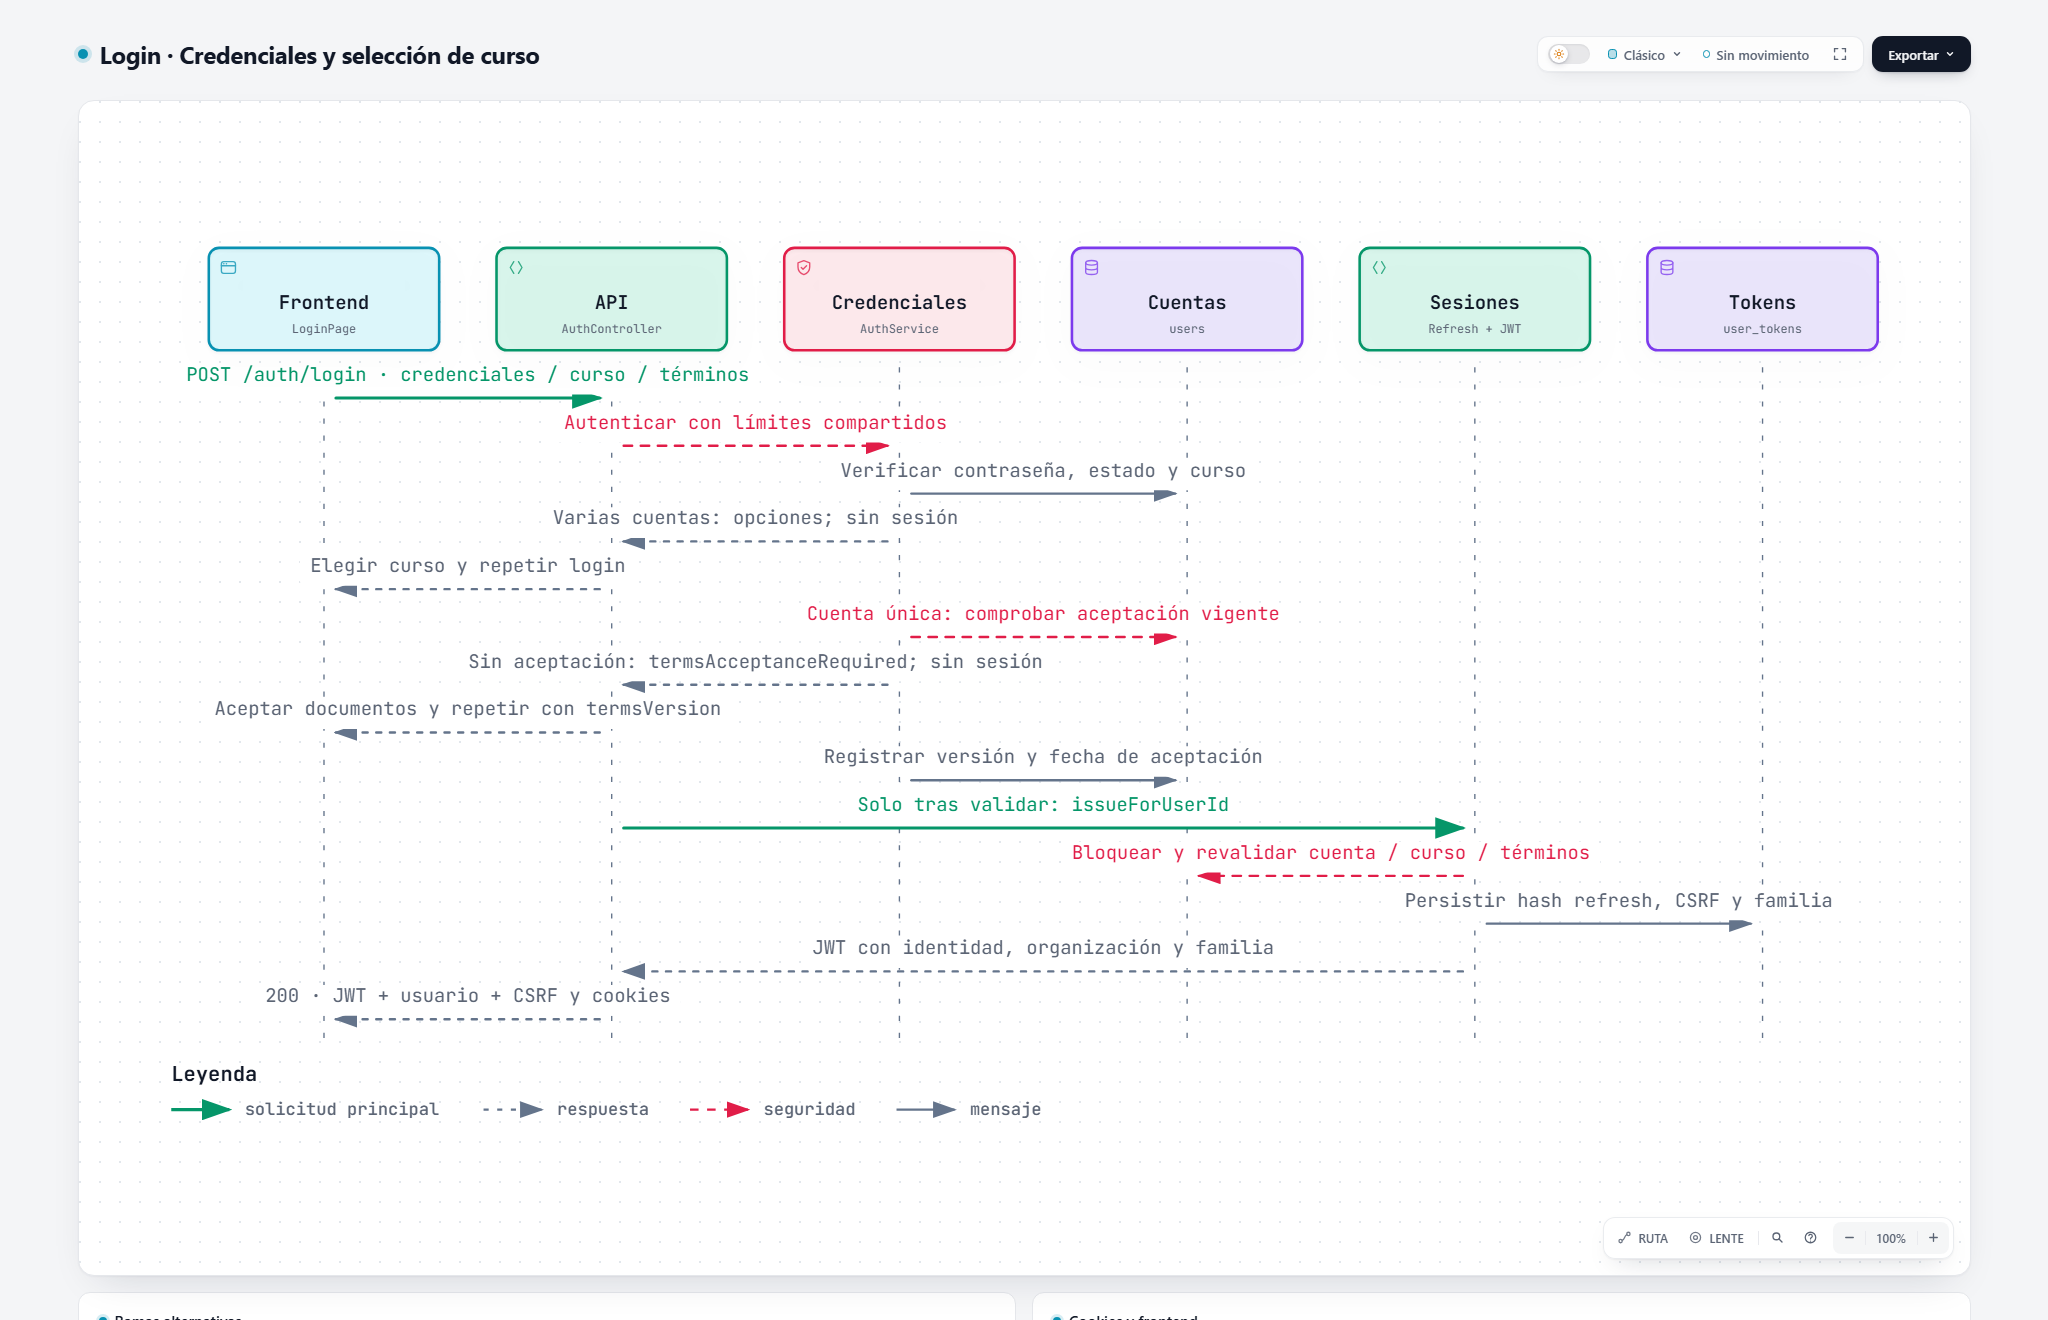 Login · Credenciales y selección de curso
Clásico
Sin movimiento
Exportar
Frontend
LoginPage
API
AuthController
Credenciales
AuthService
Cuentas
users
Sesiones
Refresh + JWT
Tokens
user_tokens
POST /auth/login · credenciales / curso / términos
Autenticar con límites compartidos
Verificar contraseña, estado y curso
Varias cuentas: opciones; sin sesión
Elegir curso y repetir login
Cuenta única: comprobar aceptación vigente
Sin aceptación: termsAcceptanceRequired; sin sesión
Aceptar documentos y repetir con termsVersion
Registrar versión y fecha de aceptación
Solo tras validar: issueForUserId
Bloquear y revalidar cuenta / curso / términos
Persistir hash refresh, CSRF y familia
JWT con identidad, organización y familia
200 · JWT + usuario + CSRF y cookies
Leyenda
solicitud principal
respuesta
seguridad
mensaje
RUTA
LENTE
100%
Ramas alternativas
Cookies y frontend